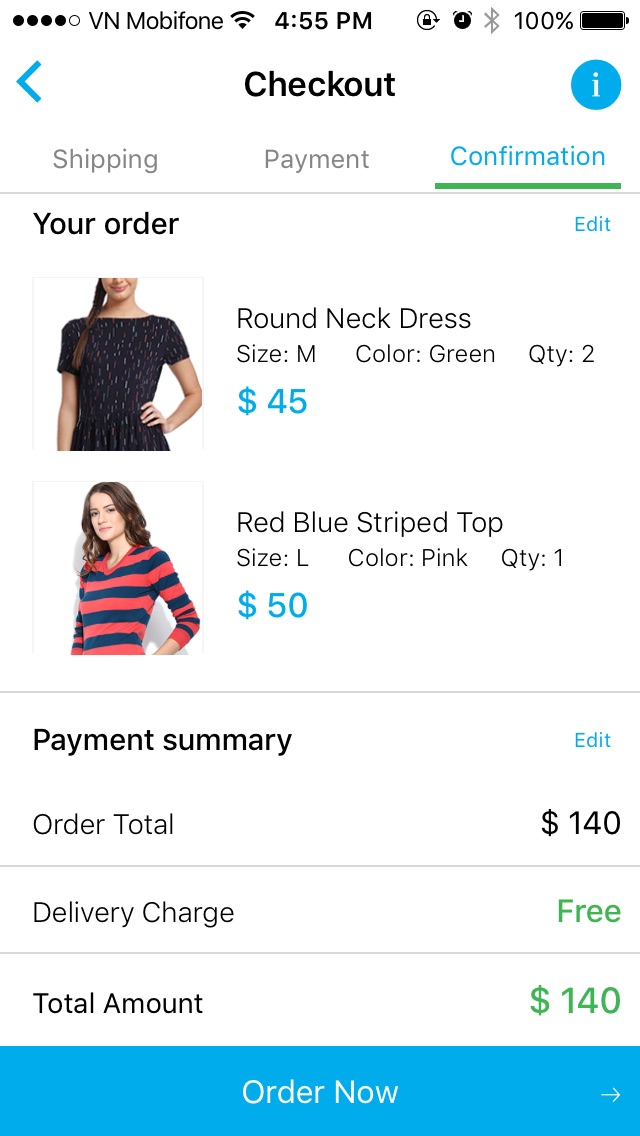 VN Mobifone 4:55 PM 100%
Checkout i
Shipping Payment Confirmation
Your order Edit
Round Neck Dress
Size: M Color: Green Qty: 2
$ 45
Red Blue Striped Top
Size: L Color: Pink Qty: 1
$ 50
Payment summary Edit
Order Total $ 140
Delivery Charge Free
Total Amount $ 140
Order Now →